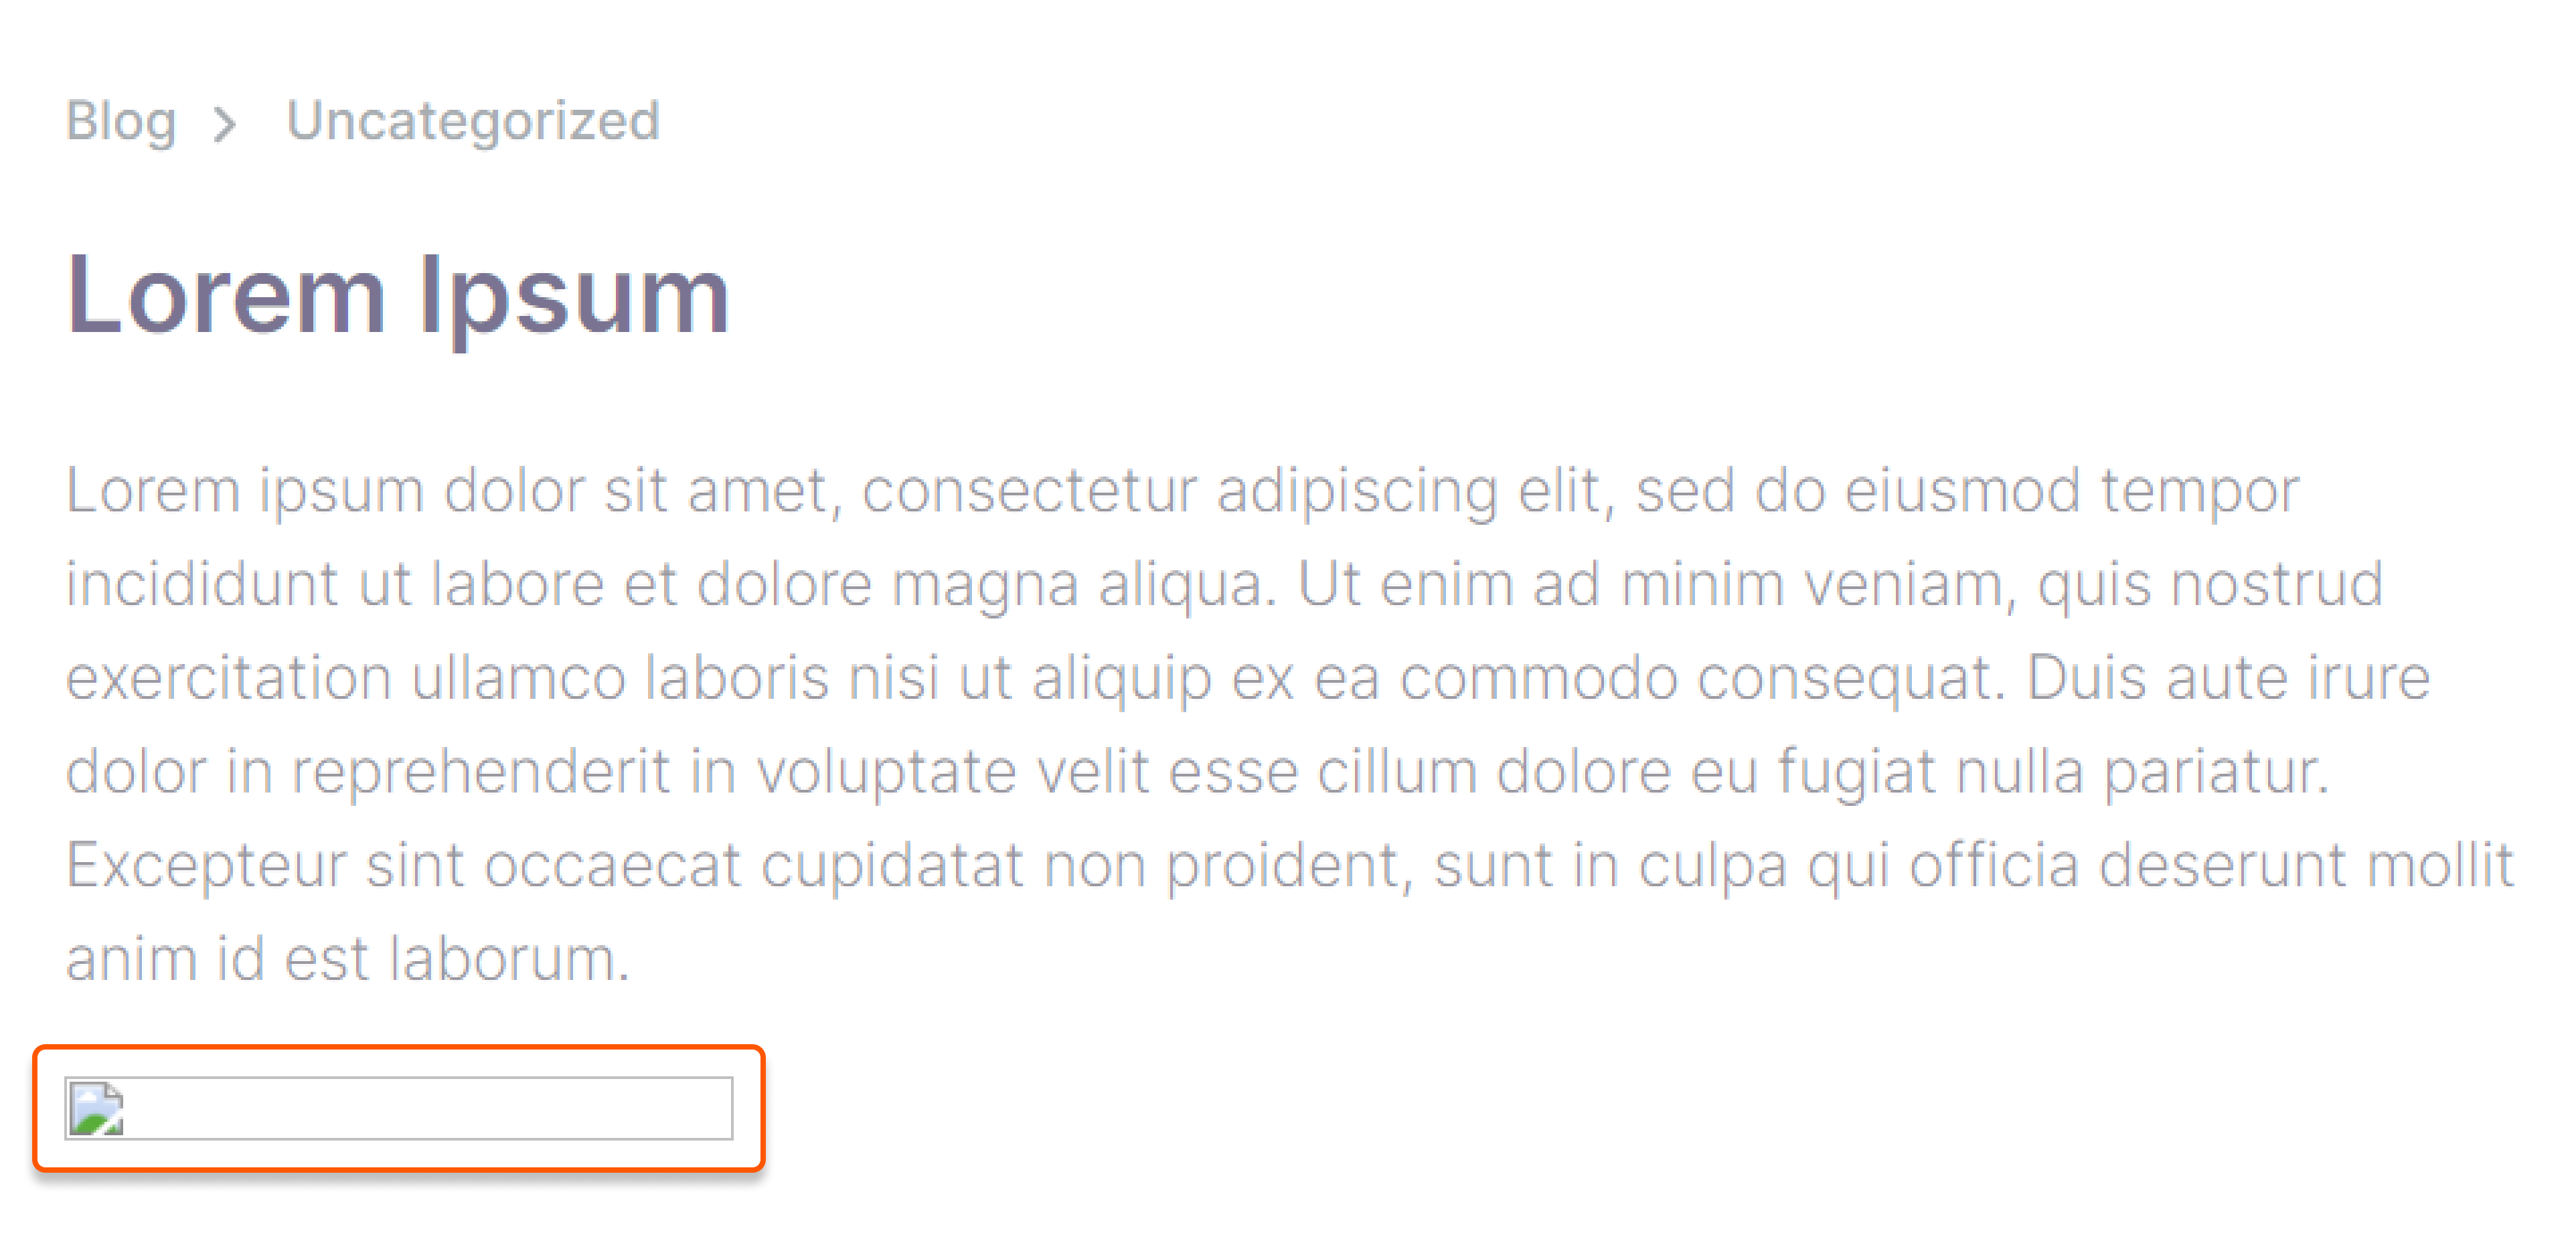 Blog > Uncategorized
Lorem Ipsum
Lorem ipsum dolor sit amet, consectetur adipiscing elit, sed do eiusmod tempor
incididunt ut labore et dolore magna aliqua. Ut enim ad minim veniam, quis nostrud
exercitation ullamco laboris nisi ut aliquip ex ea commodo consequat. Duis aute irure
dolor in reprehenderit in voluptate velit esse cillum dolore eu fugiat nulla pariatur.
Excepteur sint occaecat cupidatat non proident, sunt in culpa qui officia deserunt mollit
anim id est laborum.